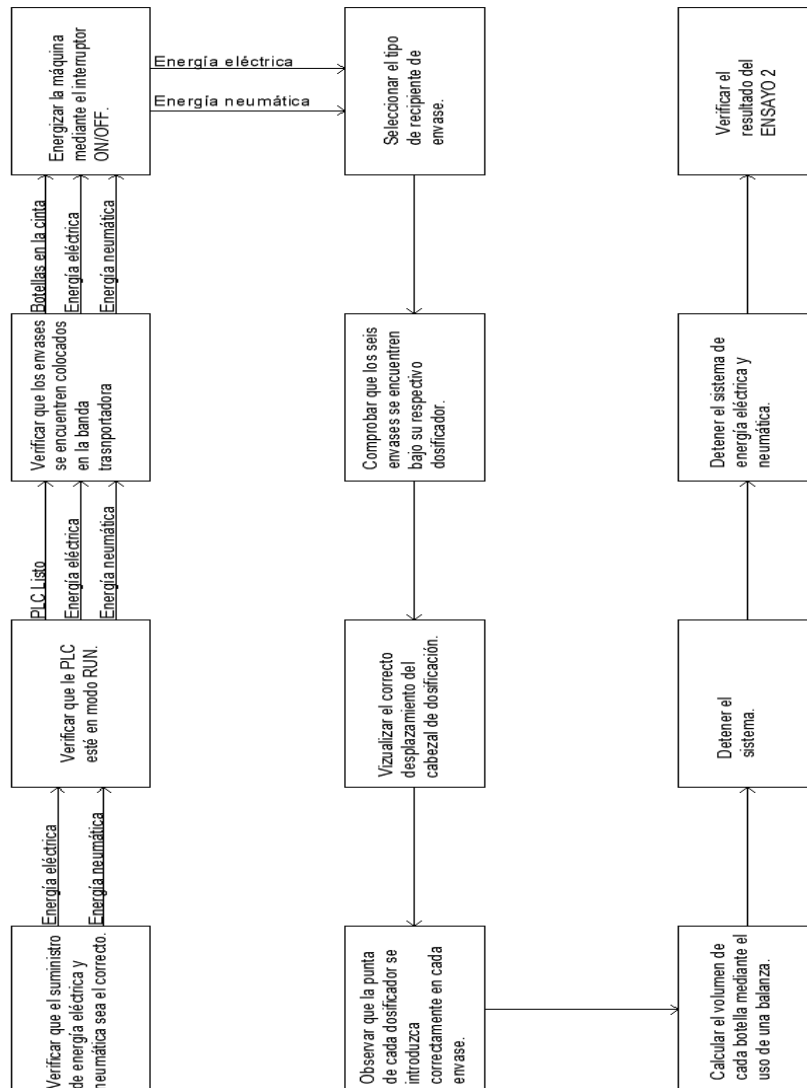 Verificar que el suministro
de energía eléctrica y
neumática sea el correcto.
Energía eléctrica
Energía neumática
Verificar que le PLC
esté en modo RUN.
PLC Listo
Energía eléctrica
Energía neumática
Verificar que los envases
se encuentren colocados
en la banda
trasnportadora
Botellas en la cinta
Energía eléctrica
Energía neumática
Energizar la máquina
mediante el interruptor
ON/OFF.
Energía eléctrica
Energía neumática
Seleccionar el tipo
de recipiente de
envase.
Comprobar que los seis
envases se encuentren
bajo su respectivo
dosificador.
Vizualizar el correcto
desplazamiento del
cabezal de dosificación.
Observar que la punta
de cada dosificador se
introduzca
correctamente en cada
envase.
Calcular el volumen de
cada botella mediante el
uso de una balanza.
Detener el
sistema.
Detener el sistema de
energía eléctrica y
neumática.
Verificar el
resultado del
ENSAYO 2